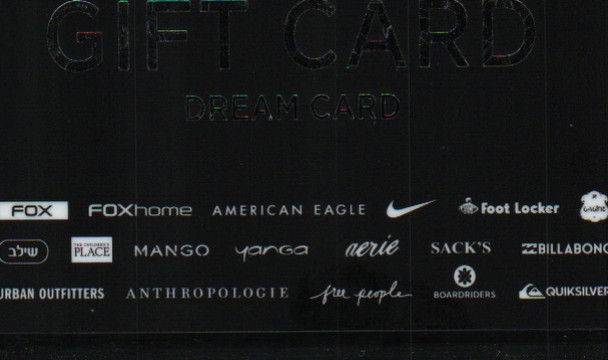 GIFT CARD
DREAM CARD
FOX FOXhome AMERICAN EAGLE Foot Locker laline
שילב THE CHILDREN'S PLACE MANGO yanga aerie SACK'S BILLABONG
URBAN OUTFITTERS ANTHROPOLOGIE free people BOARDRIDERS QUIKSILVER